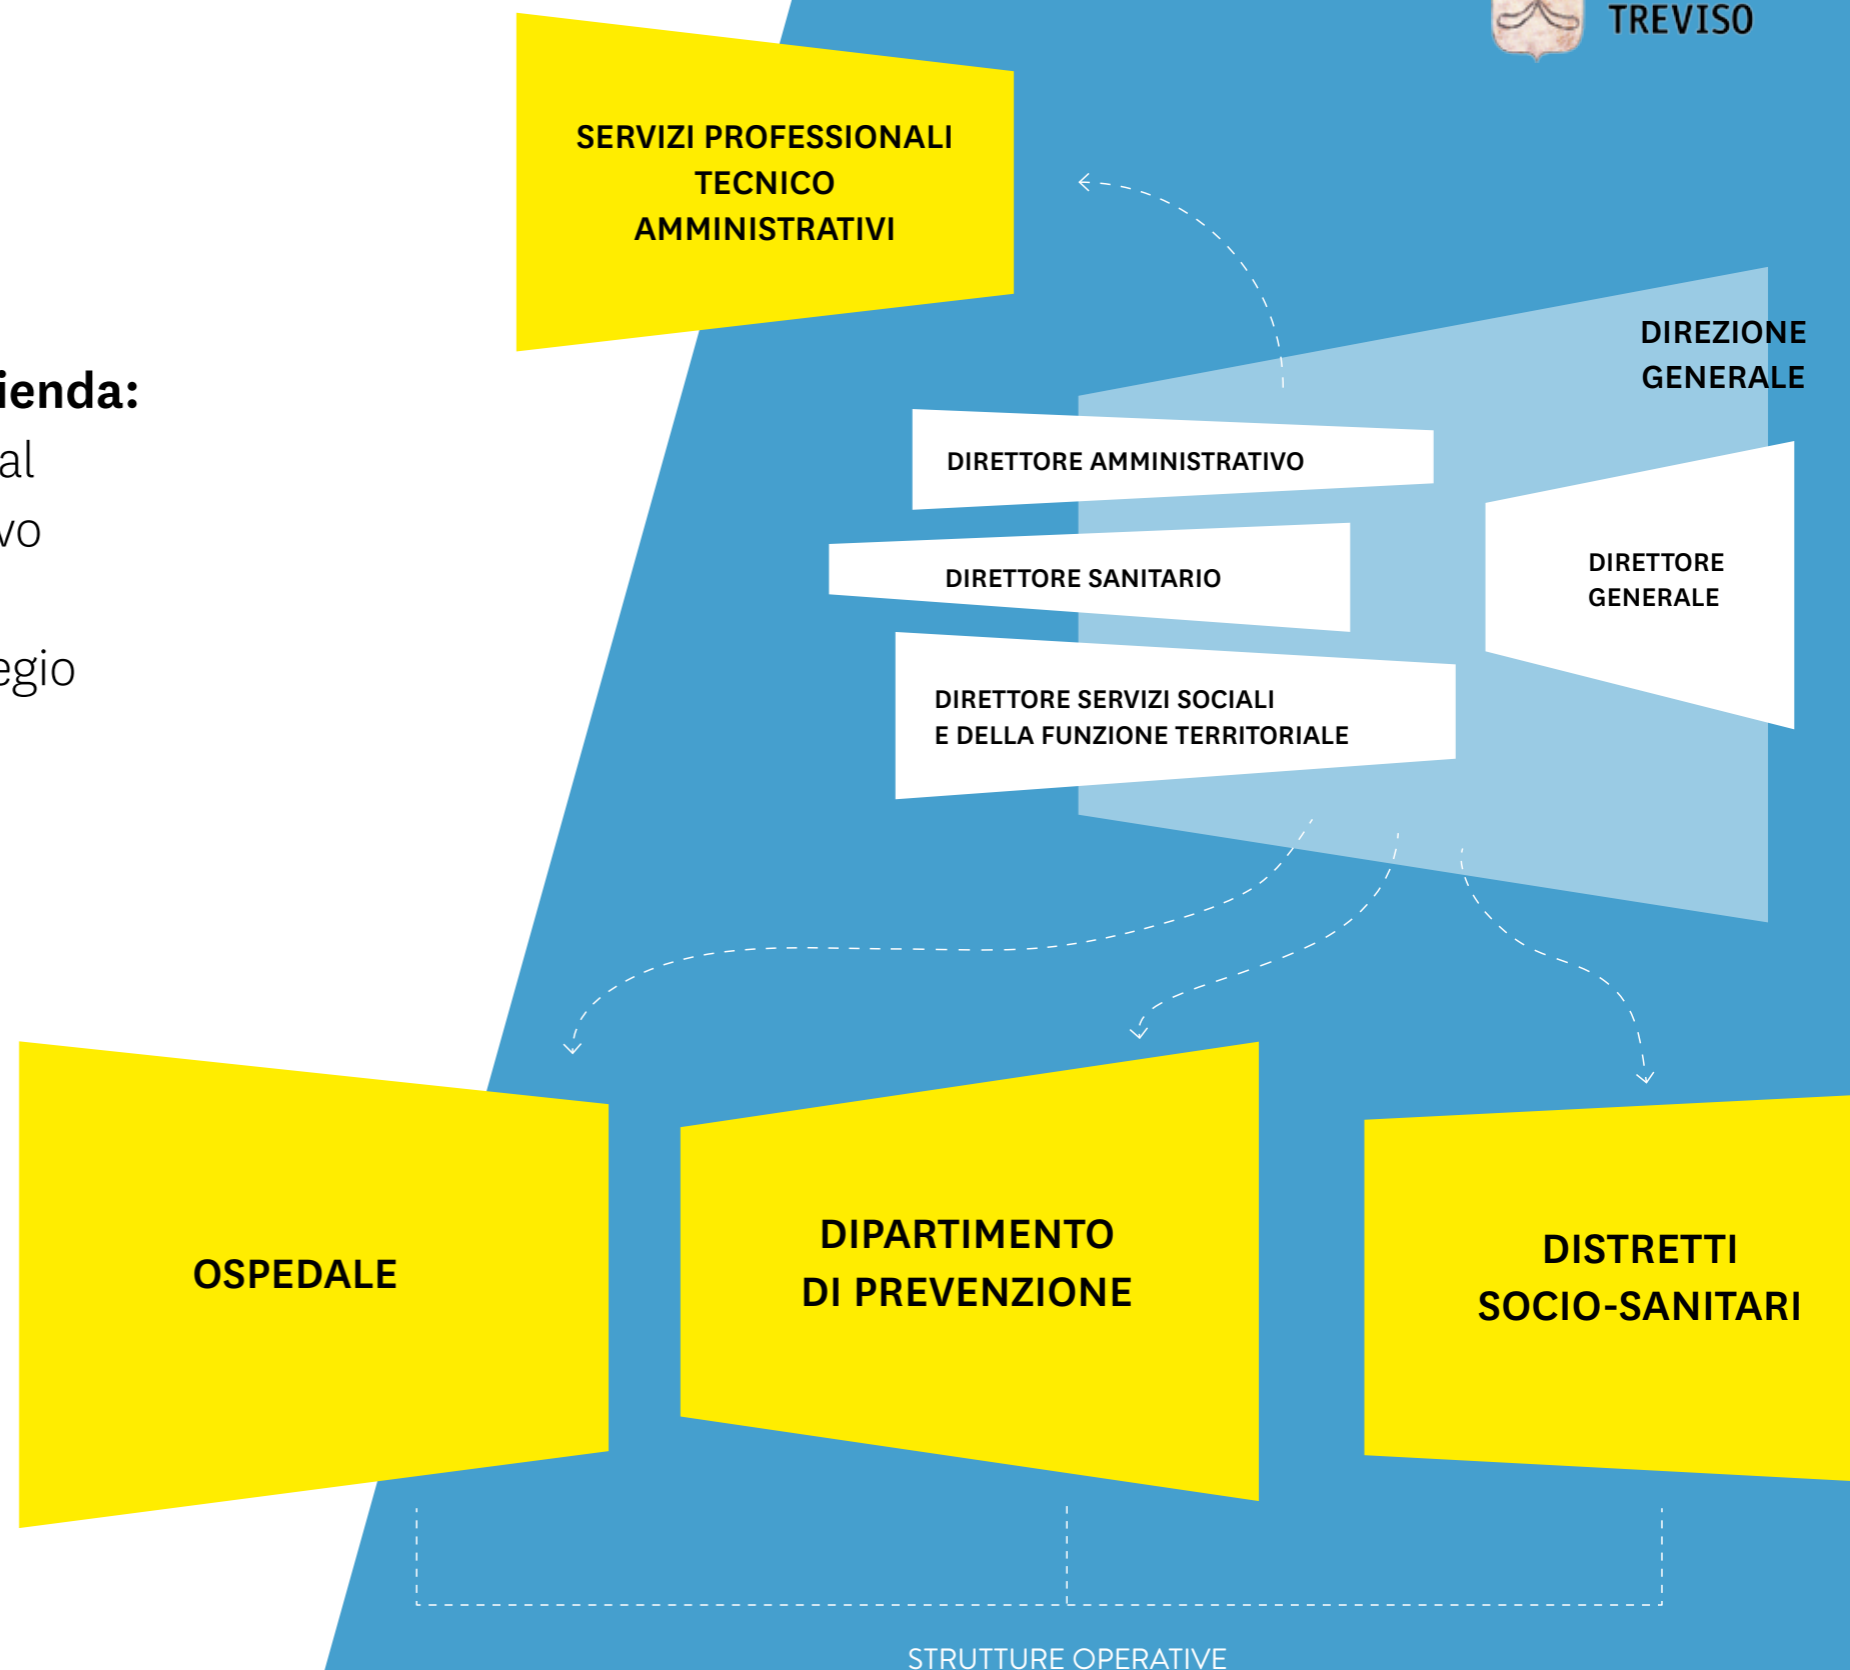 TREVISO
SERVIZI PROFESSIONALI
TECNICO
AMMINISTRATIVI
DIREZIONE
GENERALE
ienda:
al
vo
egio
DIRETTORE AMMINISTRATIVO
DIRETTORE SANITARIO
DIRETTORE SERVIZI SOCIALI
E DELLA FUNZIONE TERRITORIALE
DIRETTORE
GENERALE
OSPEDALE
DIPARTIMENTO
DI PREVENZIONE
DISTRETTI
SOCIO-SANITARI
STRUTTURE OPERATIVE